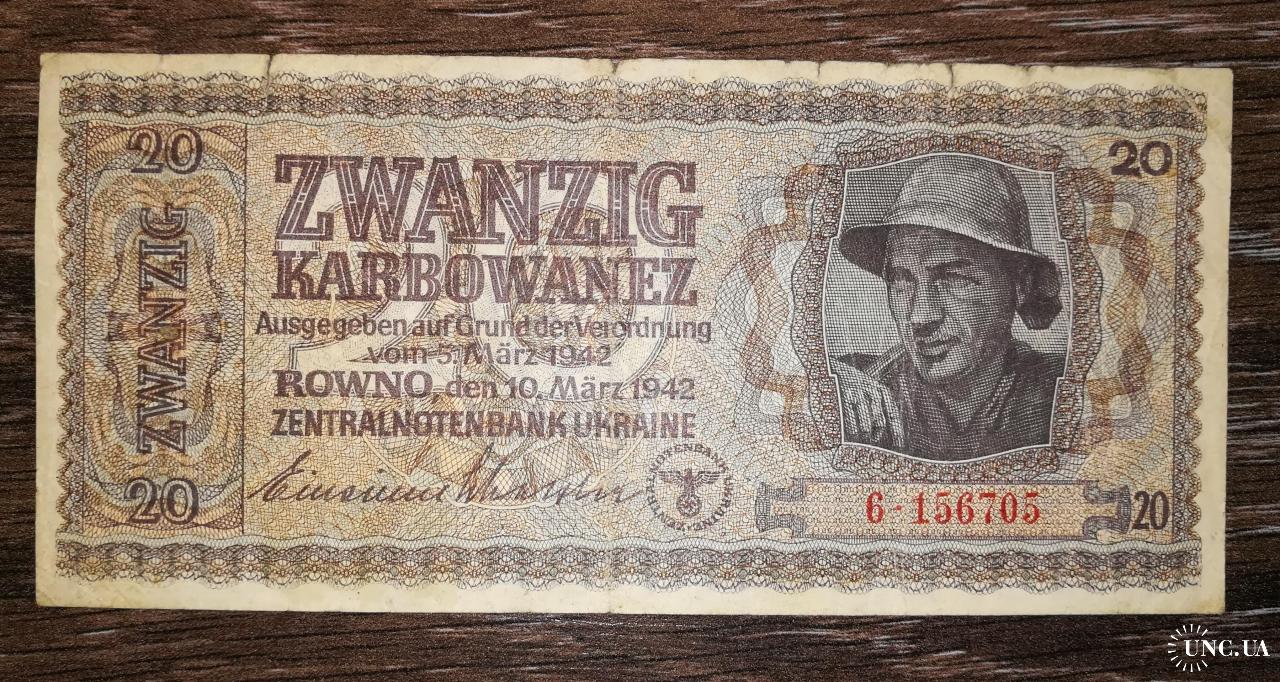 20
ZWANZIG
20
ZWANZIG
KARBOWANEZ
Ausgegeben auf Grund der Verordnung
vom 5. März 1942
ROWNO, den 10. März 1942
ZENTRALNOTENBANK UKRAINE
20
6-156705
20
UNC.UA